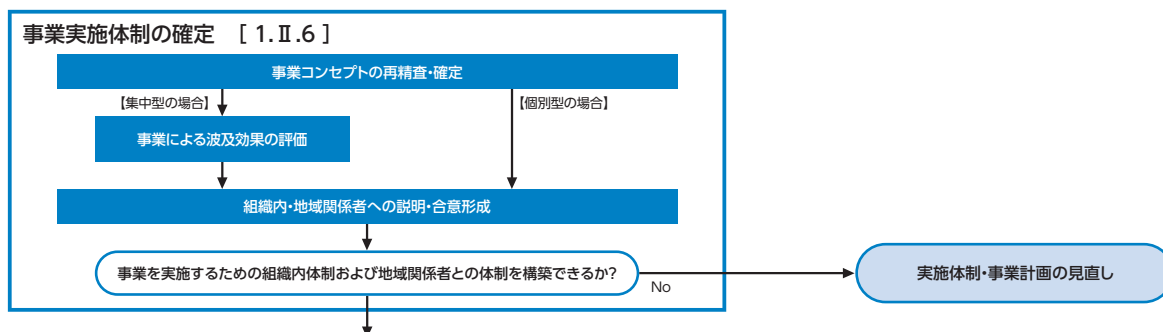 事業実施体制の確定 [ 1.Ⅱ.6 ]
事業コンセプトの再精査・確定
【集中型の場合】
【個別型の場合】
事業による波及効果の評価
組織内・地域関係者への説明・合意形成
事業を実施するための組織内体制および地域関係者との体制を構築できるか?
No
実施体制・事業計画の見直し